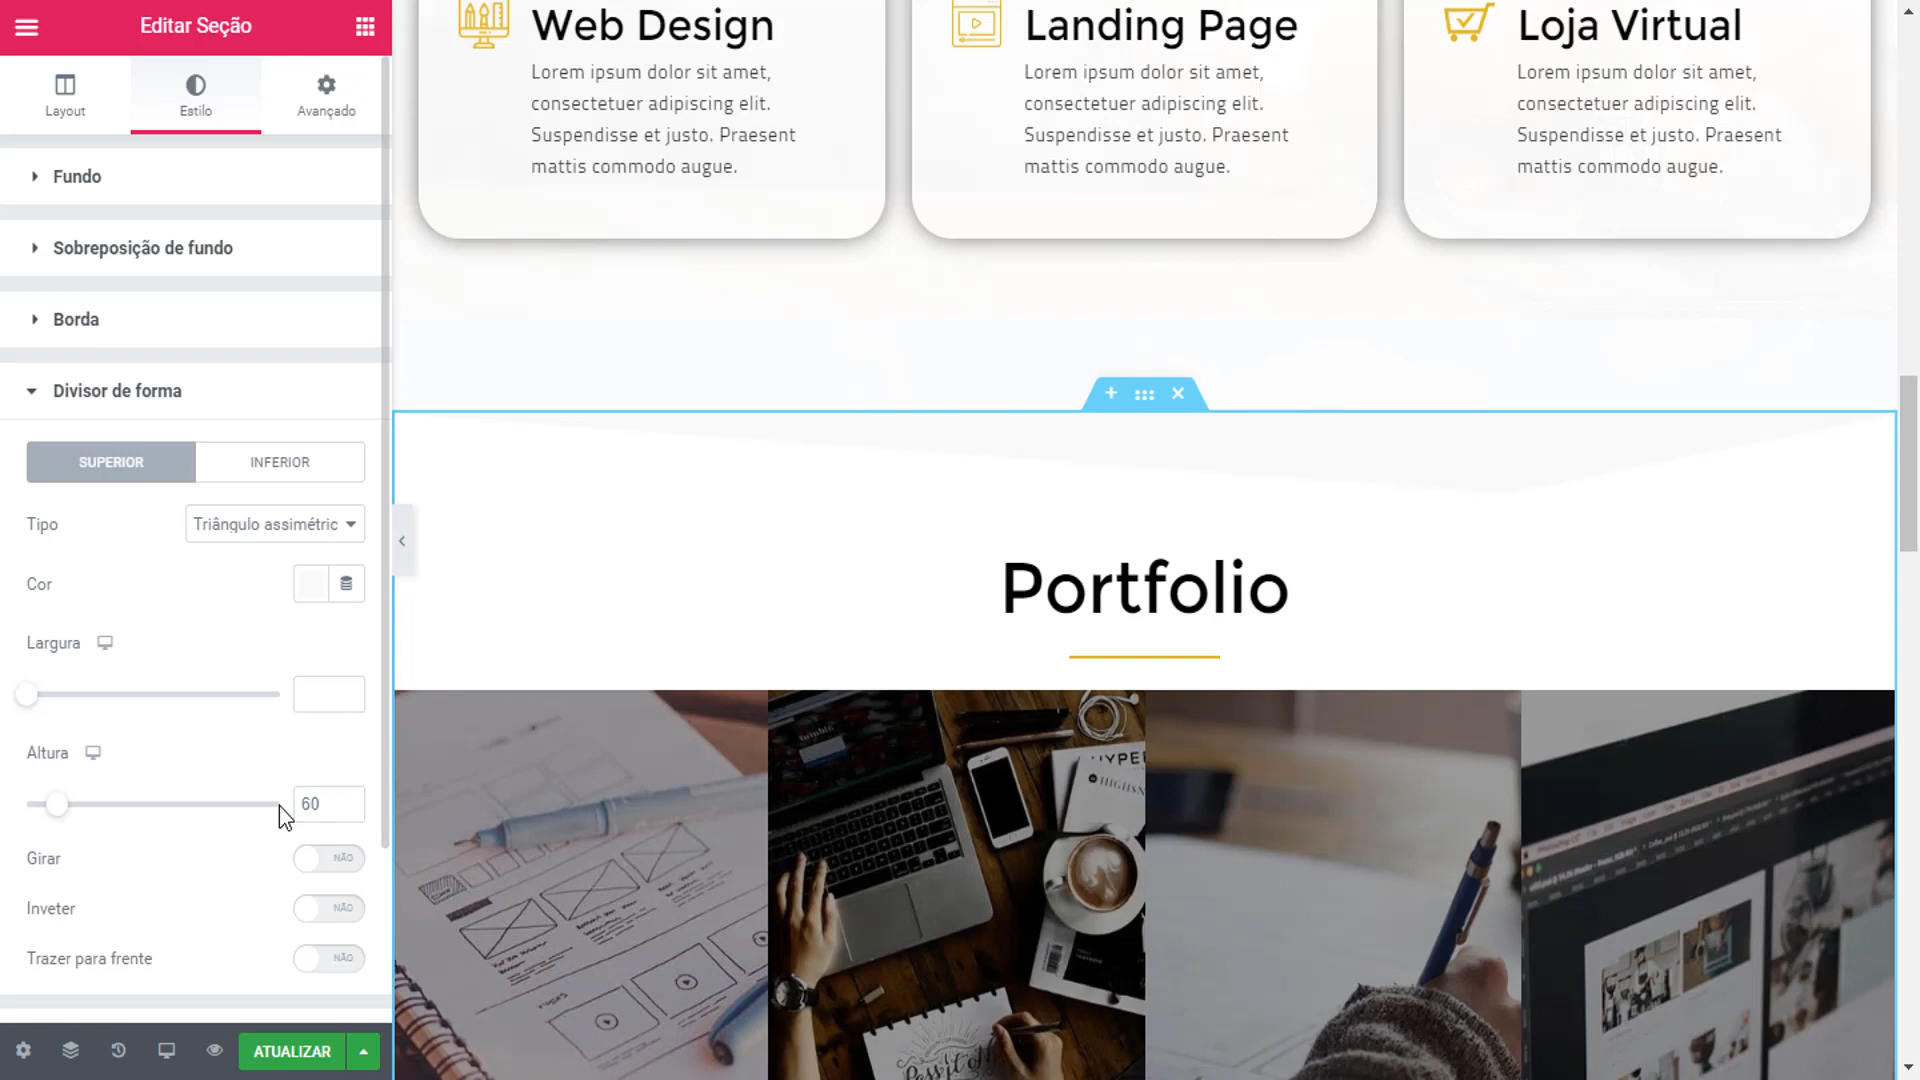 Editar Seção
Layout
Estilo
Avançado
Fundo
Sobreposição de fundo
Borda
Divisor de forma
SUPERIOR
INFERIOR
Tipo
Triângulo assimétric
Cor
Largura
Altura
60
Girar
NÃO
Inveter
NÃO
Trazer para frente
NÃO
ATUALIZAR
Web Design
Lorem ipsum dolor sit amet,
consectetuer adipiscing elit.
Suspendisse et justo. Praesent
mattis commodo augue.
Landing Page
Lorem ipsum dolor sit amet,
consectetuer adipiscing elit.
Suspendisse et justo. Praesent
mattis commodo augue.
Loja Virtual
Lorem ipsum dolor sit amet,
consectetuer adipiscing elit.
Suspendisse et justo. Praesent
mattis commodo augue.
Portfolio
HYPE